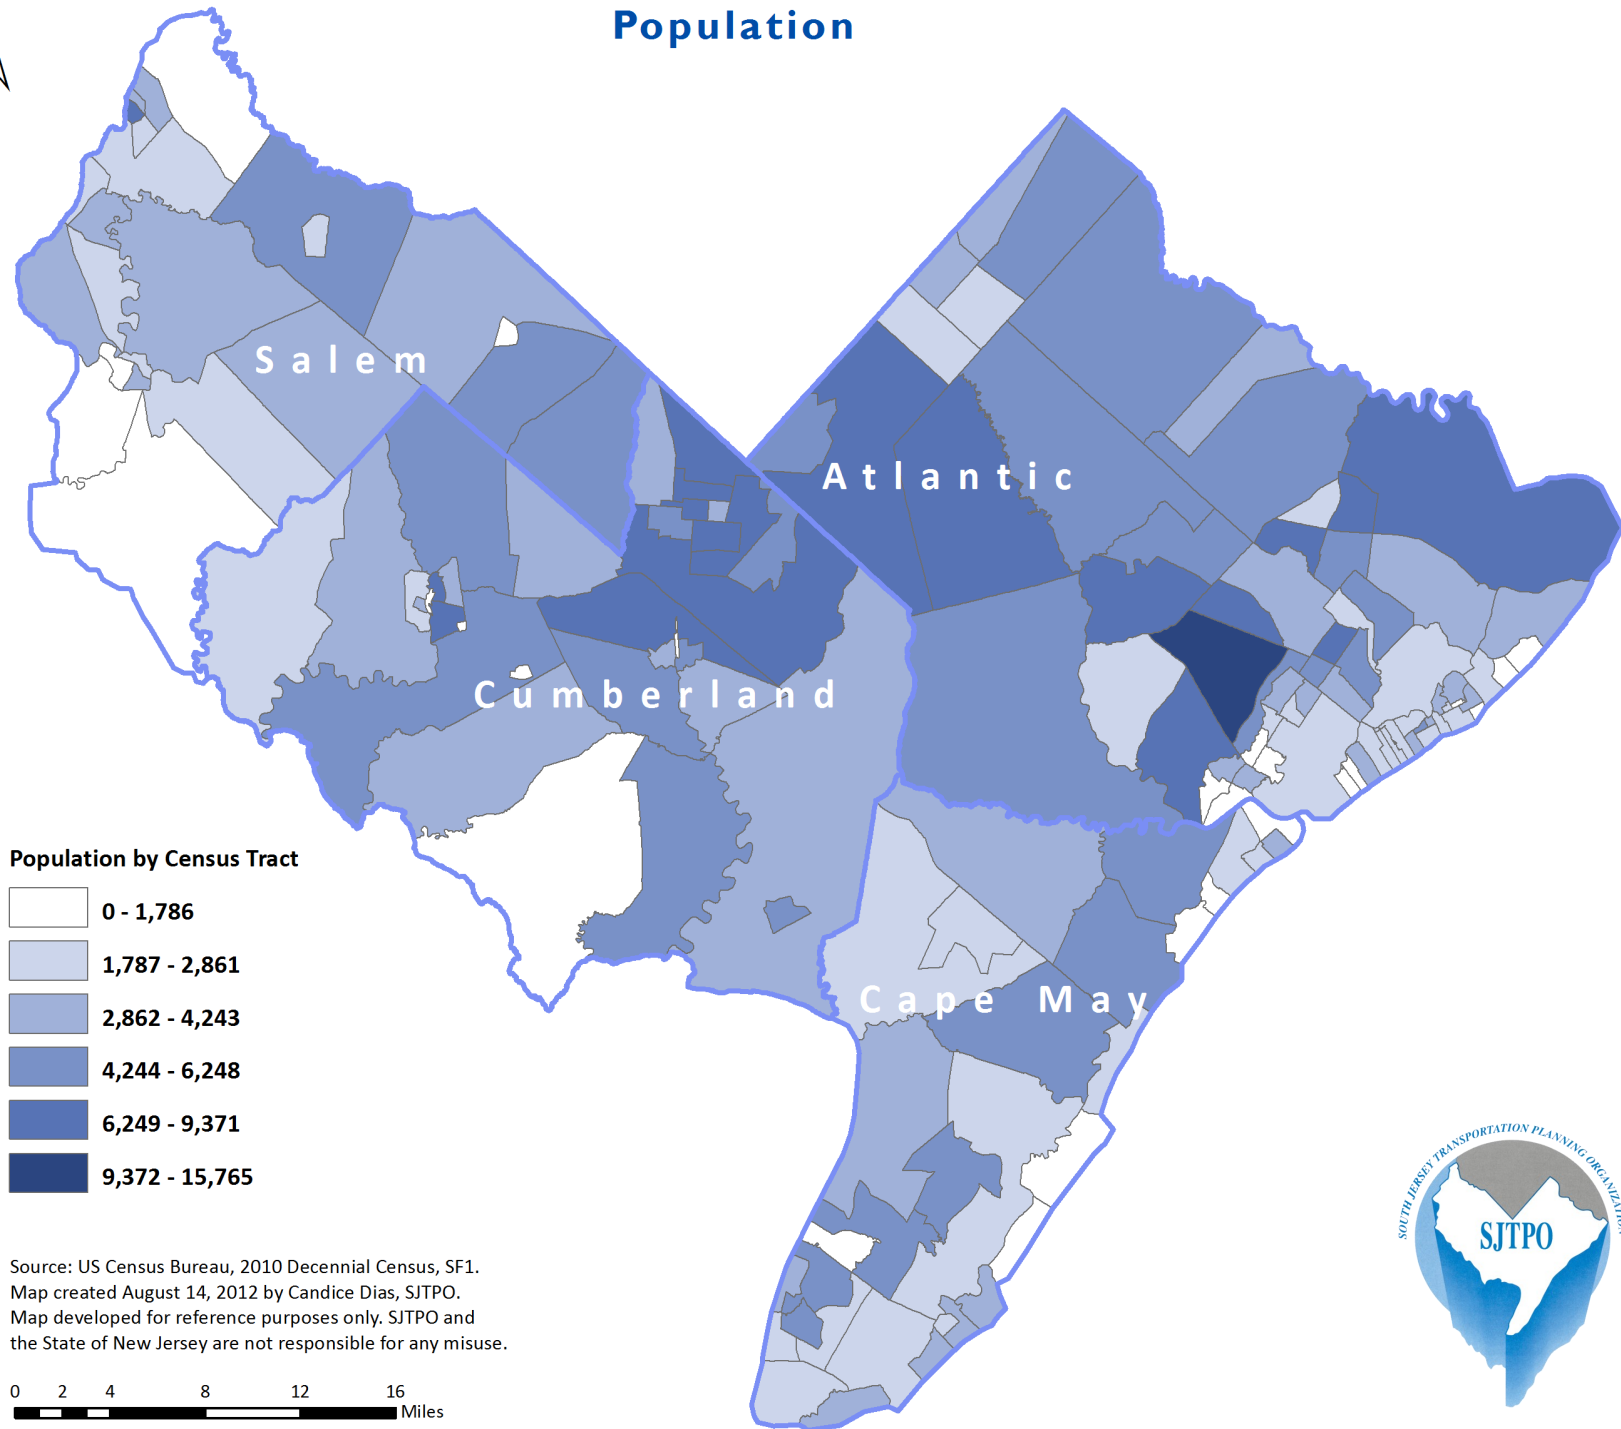 Population
Salem
Atlantic
Cumberland
Cape May
Population by Census Tract
0 - 1,786
1,787 - 2,861
2,862 - 4,243
4,244 - 6,248
6,249 - 9,371
9,372 - 15,765
Source: US Census Bureau, 2010 Decennial Census, SF1.
Map created August 14, 2012 by Candice Dias, SJTPO.
Map developed for reference purposes only. SJTPO and
the State of New Jersey are not responsible for any misuse.
0 2 4 8 12 16
Miles
SOUTH JERSEY TRANSPORTATION PLANNING
SJTPO